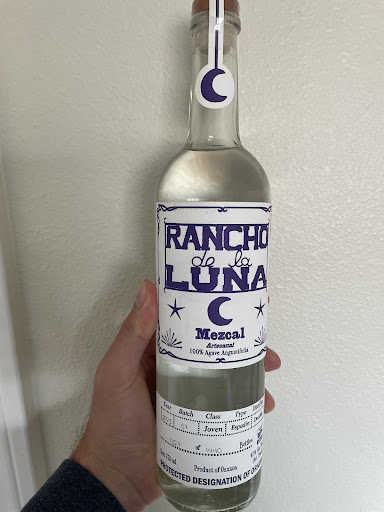 RANCHO
de la
LUNA
Mezcal
Artesanal
100% Agave Angustifolia
Batch Class Type
Joven Espadín
of
Bottles
Product of Oaxaca
PROTECTED DESIGNATION OF